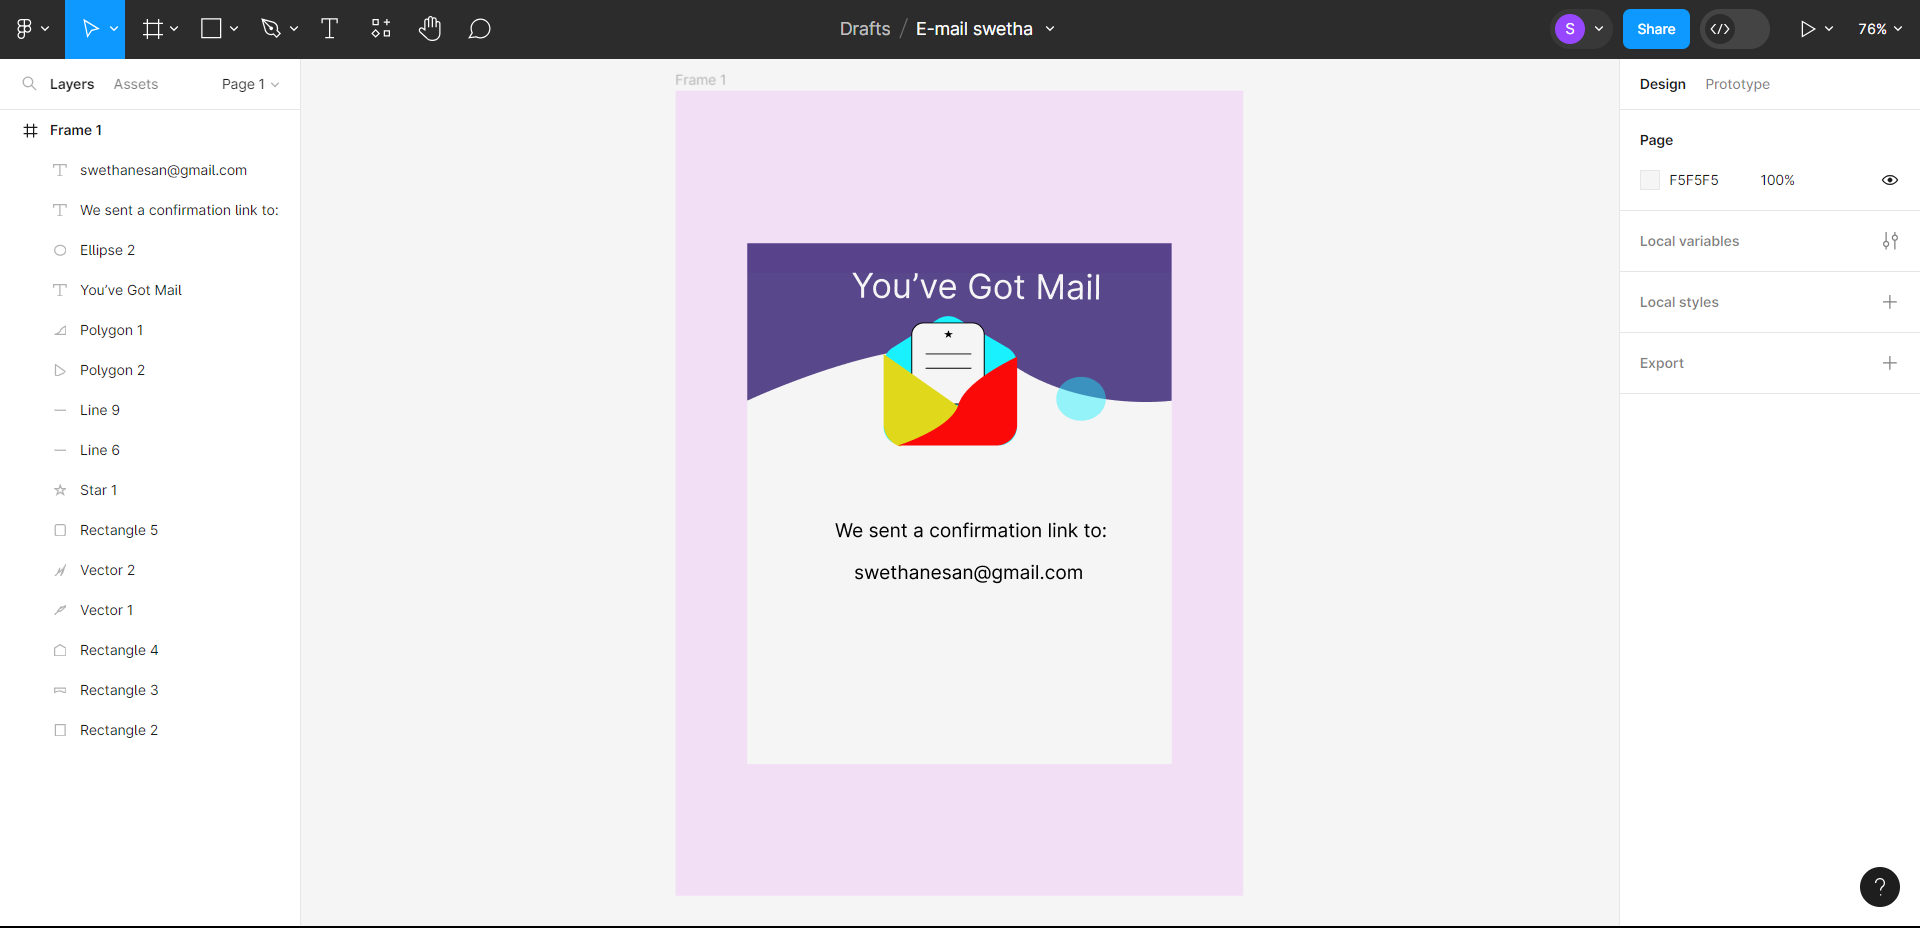 Drafts / E-mail swetha
S
Share
76%
Layers
Assets
Page 1
Frame 1
swethanesan@gmail.com
We sent a confirmation link to:
Ellipse 2
You’ve Got Mail
Polygon 1
Polygon 2
Line 9
Line 6
Star 1
Rectangle 5
Vector 2
Vector 1
Rectangle 4
Rectangle 3
Rectangle 2
Frame 1
You’ve Got Mail
We sent a confirmation link to:
swethanesan@gmail.com
Design
Prototype
Page
F5F5F5
100%
Local variables
Local styles
Export
?